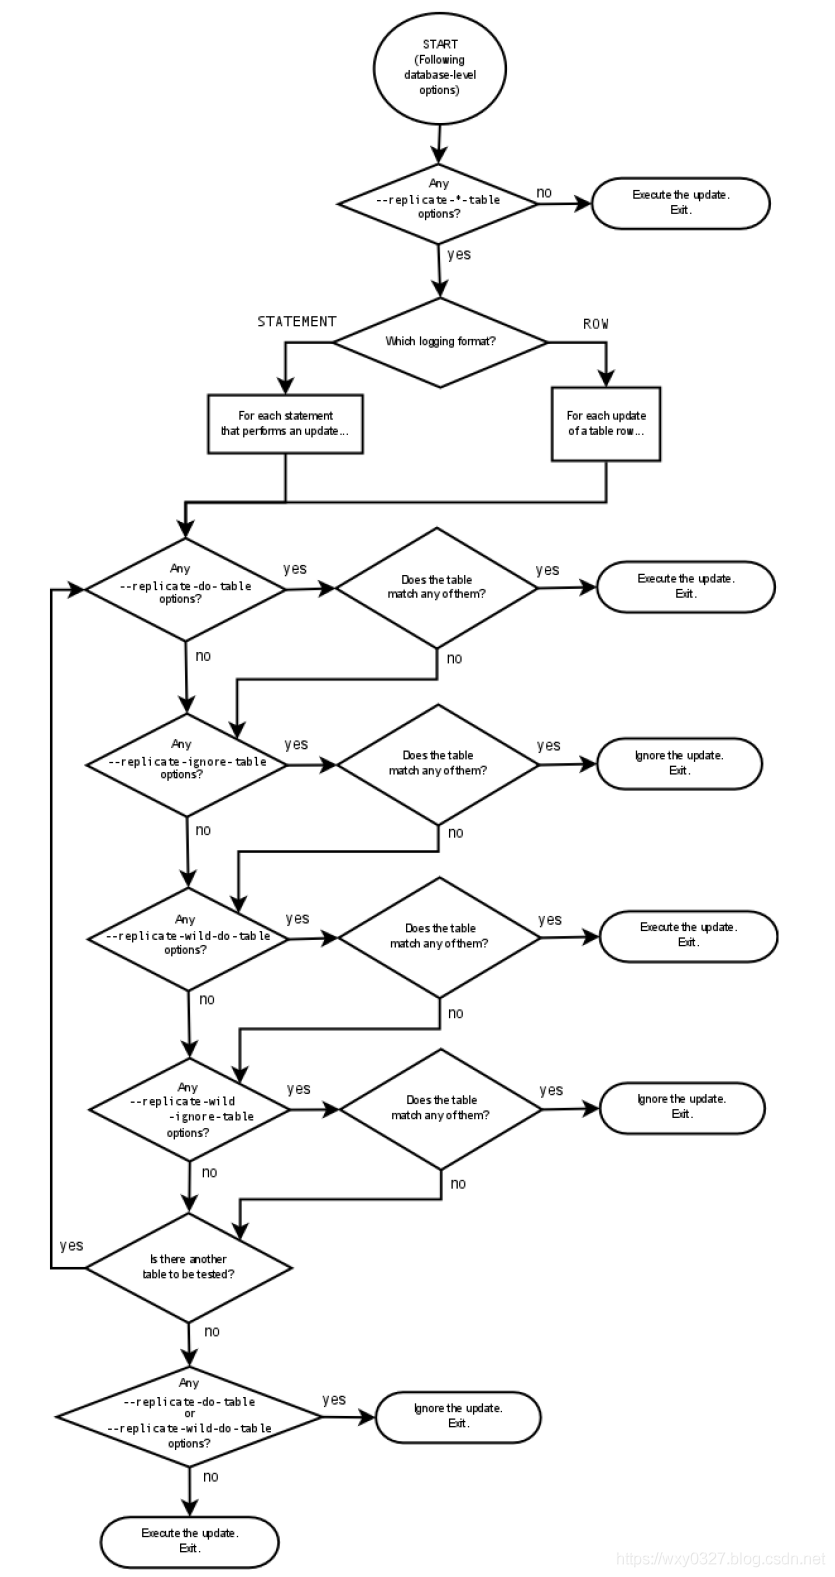 START
(Following
database-level
options)
Any
--replicate-*-table
options?
no
Execute the update.
Exit.
yes
Which logging format?
STATEMENT
ROW
For each statement
that performs an update...
For each update
of a table row...
Any
--replicate-do-table
options?
yes
Does the table
match any of them?
yes
Execute the update.
Exit.
no
no
Any
--replicate-ignore-table
options?
yes
Does the table
match any of them?
yes
Ignore the update.
Exit.
no
no
Any
--replicate-wild-do-table
options?
yes
Does the table
match any of them?
yes
Execute the update.
Exit.
no
no
Any
--replicate-wild
-ignore-table
options?
yes
Does the table
match any of them?
yes
Ignore the update.
Exit.
no
no
Is there another
table to be tested?
yes
no
Any
--replicate-do-table
or
--replicate-wild-do-table
options?
yes
Ignore the update.
Exit.
no
Execute the update.
Exit.
https://wxy0327.blog.csdn.net